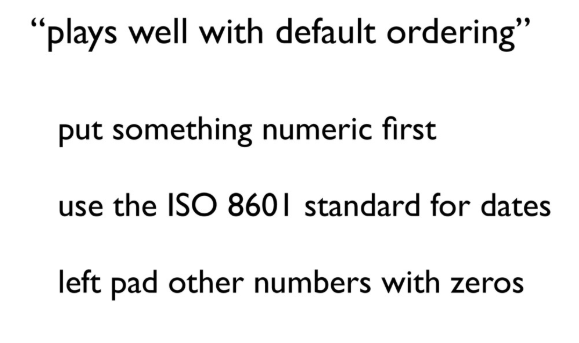 “plays well with default ordering”
put something numeric first
use the ISO 8601 standard for dates
left pad other numbers with zeros